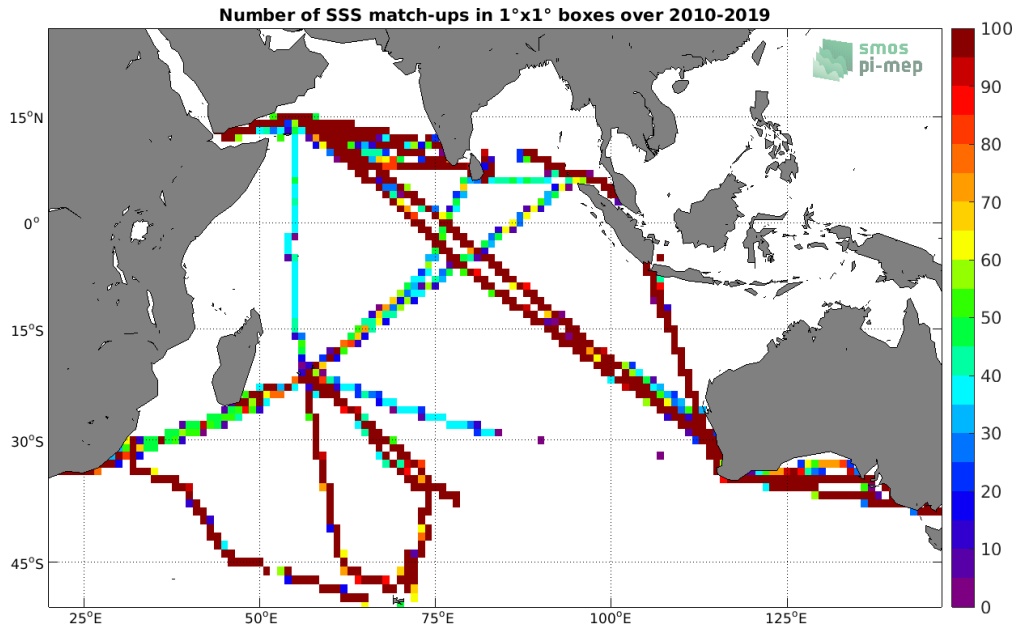 Number of SSS match-ups in 1°x1° boxes over 2010-2019
smos
pi-mep
15°N
0°
15°S
30°S
45°S
25°E
50°E
75°E
100°E
125°E
100
90
80
70
60
50
40
30
20
10
0